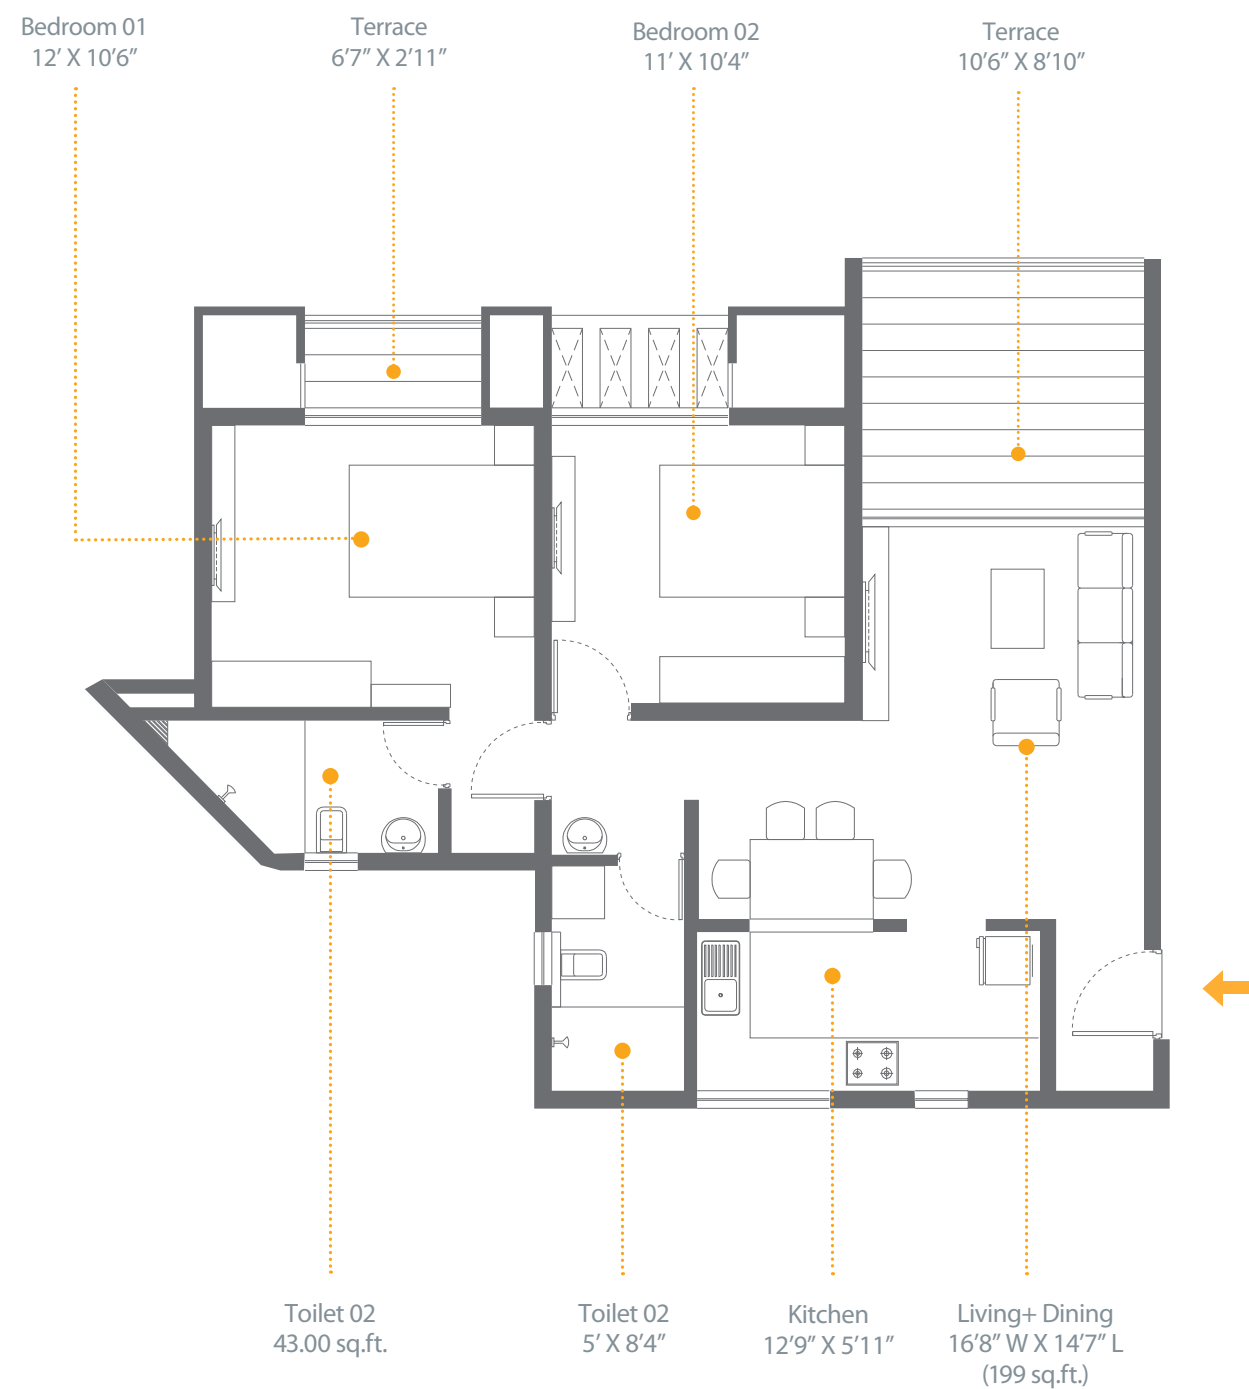 Bedroom 01
12’ X 10’6”
Terrace
6’7” X 2’11”
Bedroom 02
11’ X 10’4”
Terrace
10’6” X 8’10”
Toilet 02
43.00 sq.ft.
Toilet 02
5’ X 8’4”
Kitchen
12’9” X 5’11”
Living+ Dining
16’8” W X 14’7” L
(199 sq.ft.)